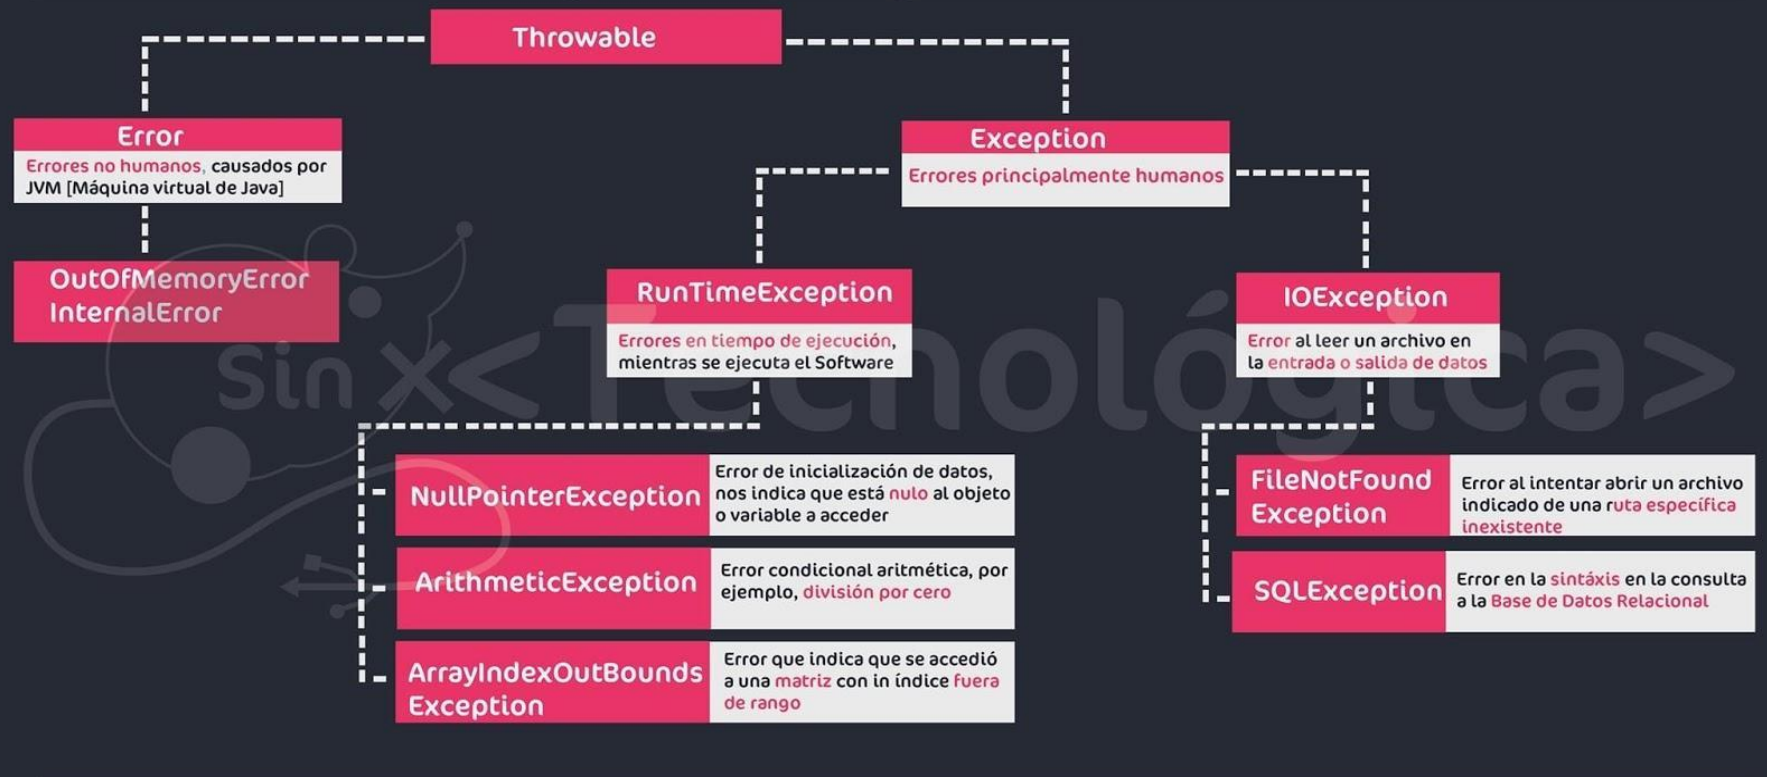 Throwable
Error
Errores no humanos, causados por
JVM [Máquina virtual de Java]
OutOfMemoryError
InternalError
Exception
Errores principalmente humanos
RunTimeException
Errores en tiempo de ejecución,
mientras se ejecuta el Software
IOException
Error al leer un archivo en
la entrada o salida de datos
sin X<Tecnológica>
NullPointerException
Error de inicialización de datos,
nos indica que está nulo al objeto
o variable a acceder
ArithmeticException
Error condicional aritmética, por
ejemplo, división por cero
ArrayIndexOutBounds
Exception
Error que indica que se accedió
a una matriz con in índice fuera
de rango
FileNotFound
Exception
Error al intentar abrir un archivo
indicado de una ruta específica
inexistente
SQLException
Error en la sintáxis en la consulta
a la Base de Datos Relacional